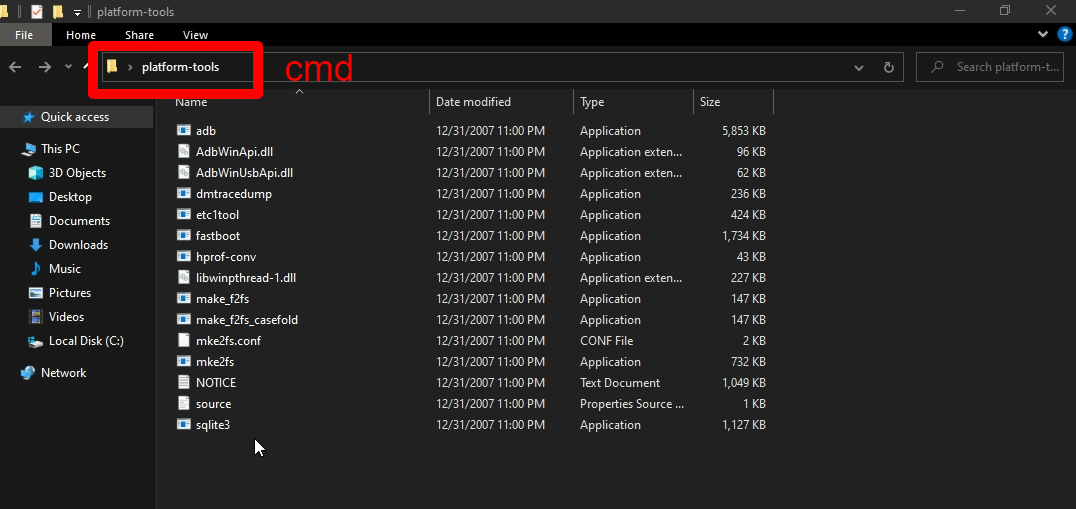 platform-tools
File Home Share View
platform-tools cmd Search platform-t...
Name Date modified Type Size
Quick access
This PC
3D Objects
Desktop
Documents
Downloads
Music
Pictures
Videos
Local Disk (C:)
Network
adb 12/31/2007 11:00 PM Application 5,853 KB
AdbWinApi.dll 12/31/2007 11:00 PM Application exten... 96 KB
AdbWinUsbApi.dll 12/31/2007 11:00 PM Application exten... 62 KB
dmtracedump 12/31/2007 11:00 PM Application 236 KB
etc1tool 12/31/2007 11:00 PM Application 424 KB
fastboot 12/31/2007 11:00 PM Application 1,734 KB
hprof-conv 12/31/2007 11:00 PM Application 43 KB
libwinpthread-1.dll 12/31/2007 11:00 PM Application exten... 227 KB
make_f2fs 12/31/2007 11:00 PM Application 147 KB
make_f2fs_casefold 12/31/2007 11:00 PM Application 147 KB
mke2fs.conf 12/31/2007 11:00 PM CONF File 2 KB
mke2fs 12/31/2007 11:00 PM Application 732 KB
NOTICE 12/31/2007 11:00 PM Text Document 1,049 KB
source 12/31/2007 11:00 PM Properties Source ... 1 KB
sqlite3 12/31/2007 11:00 PM Application 1,127 KB